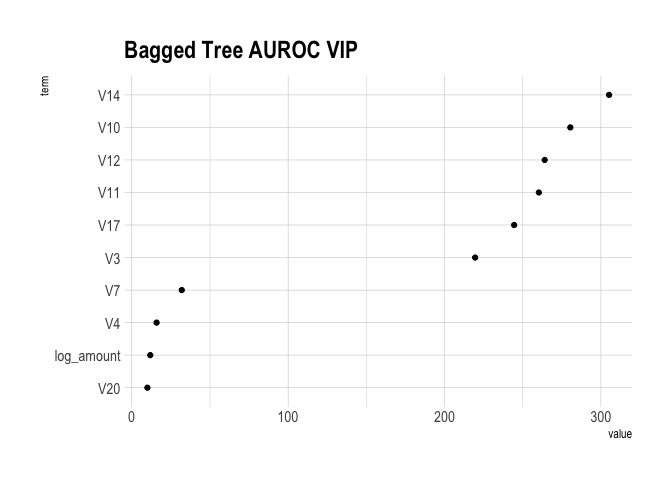 Bagged Tree AUROC VIP
term
V14
V10
V12
V11
V17
V3
V7
V4
log_amount
V20
0 100 200 300
value